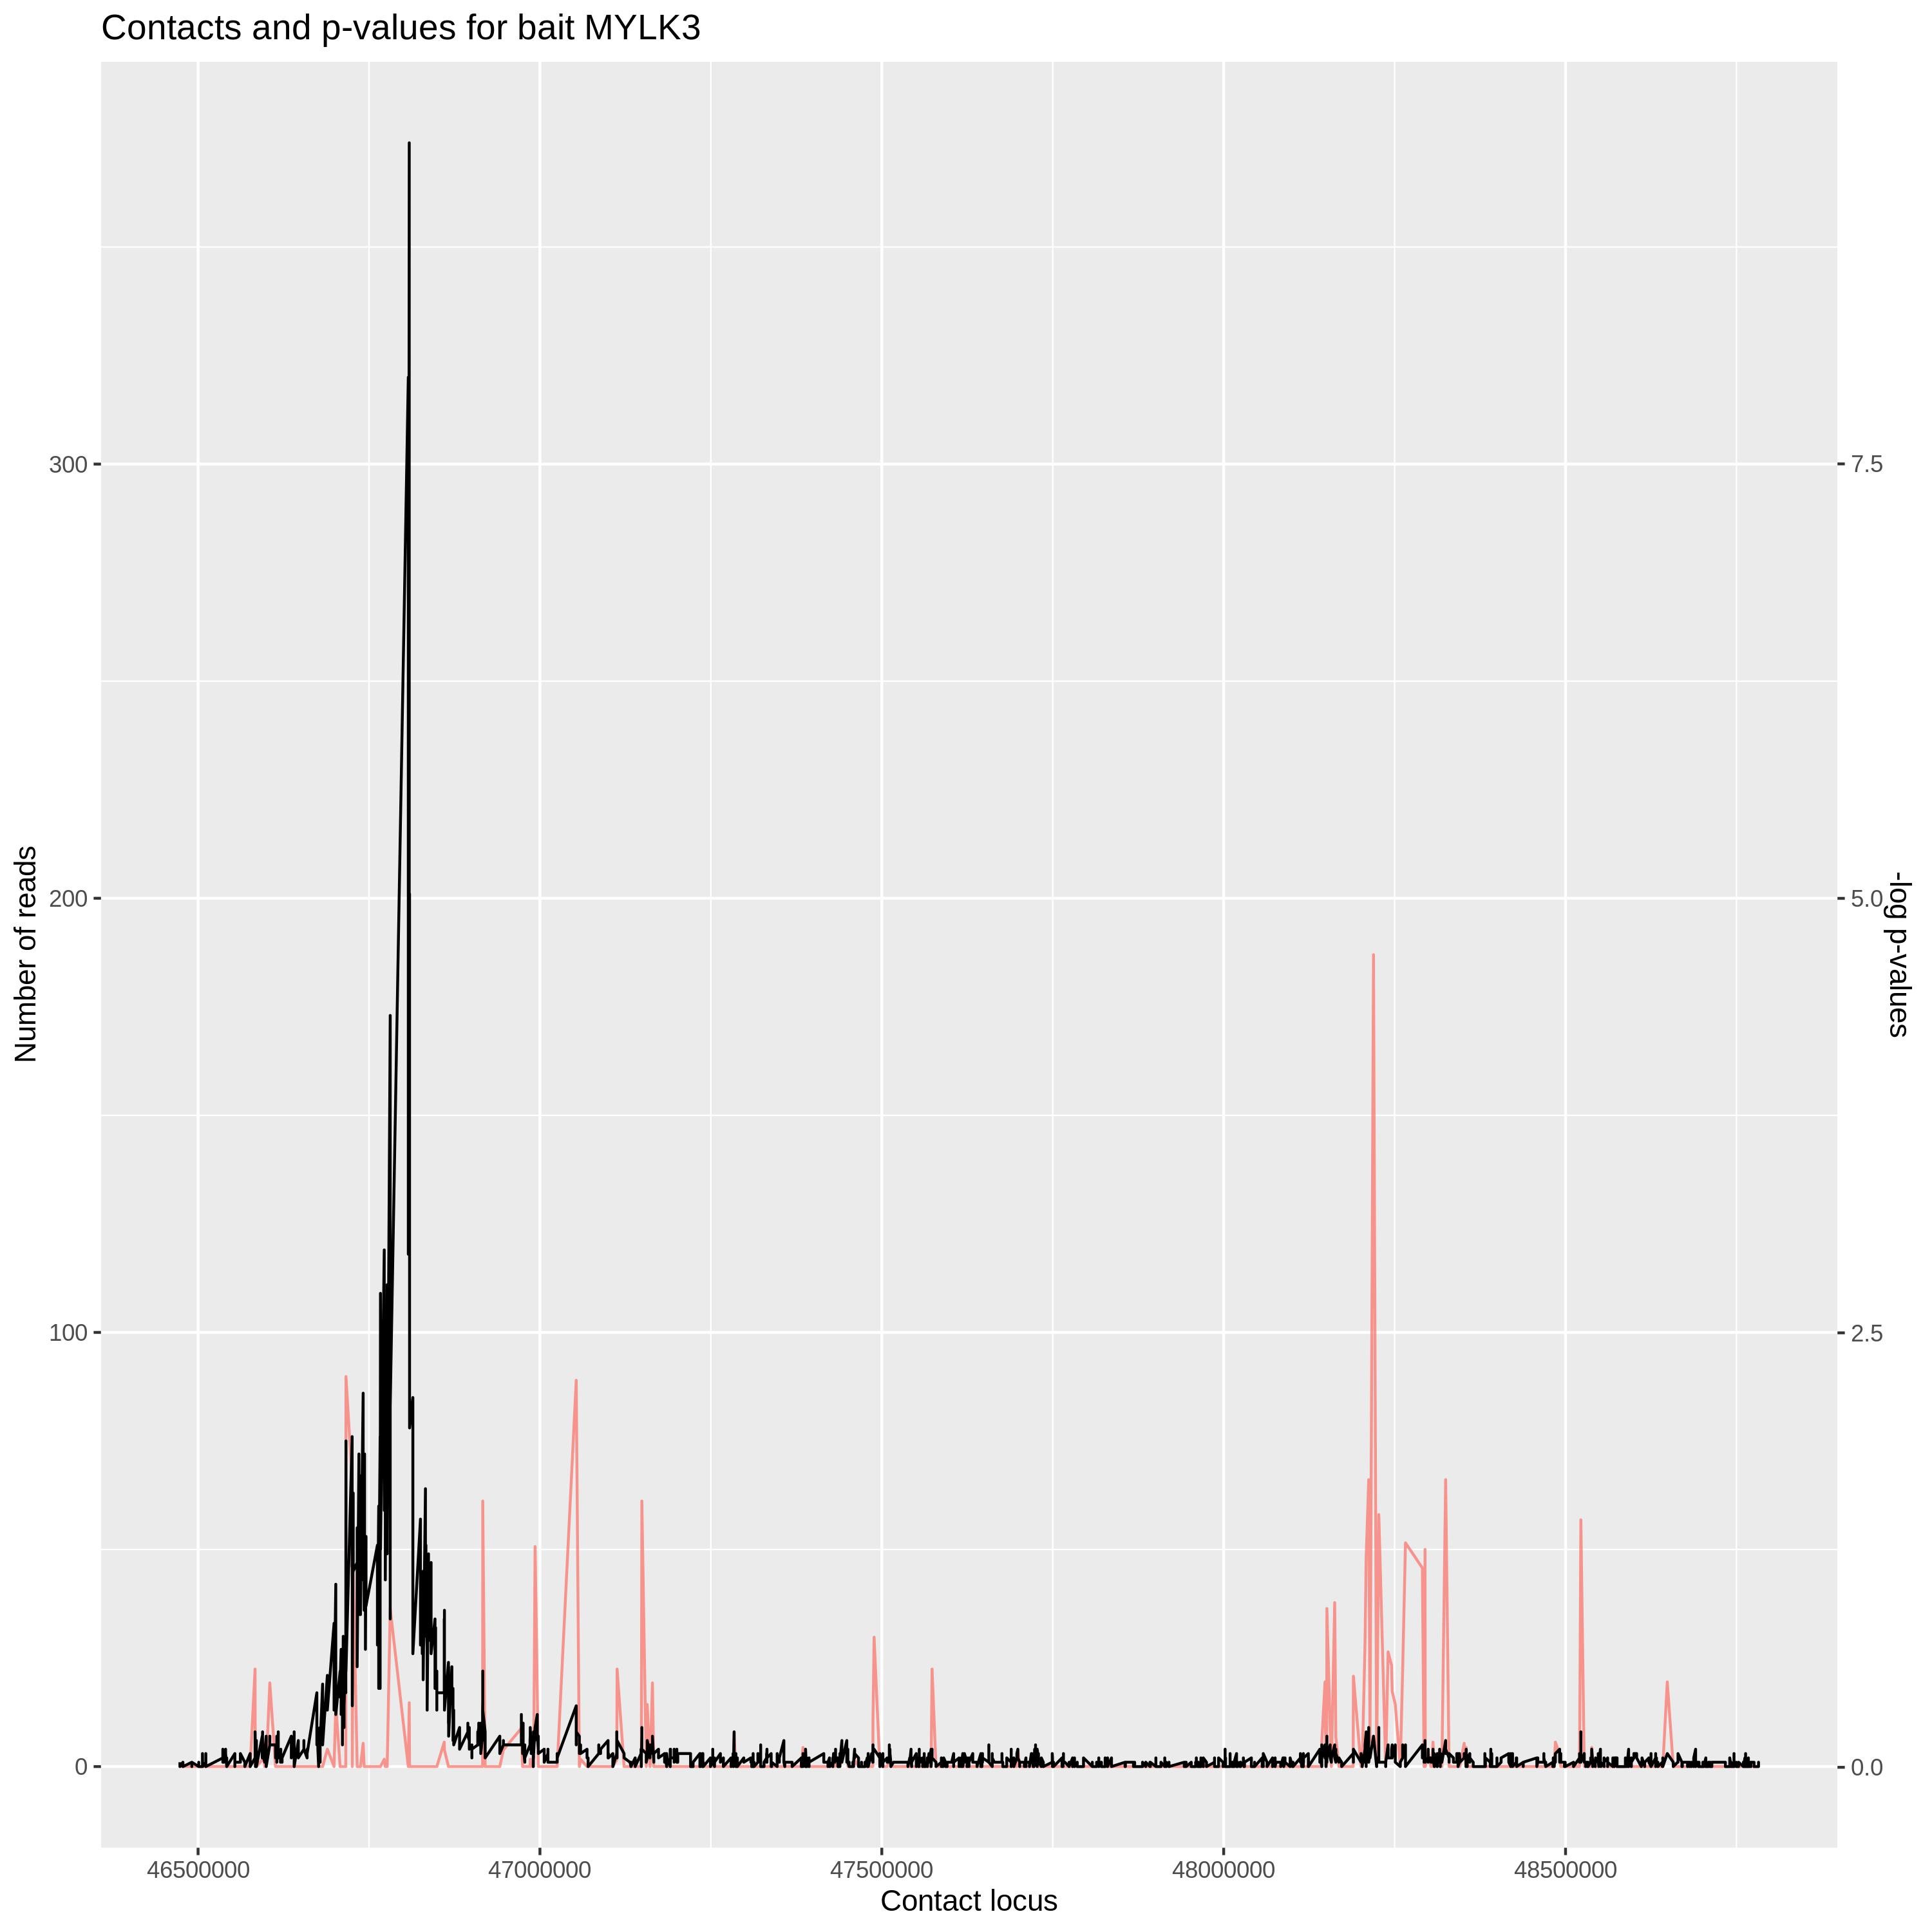 Contacts and p-values for bait MYLK3
Number of reads
300
200
100
0
7.5
5.0
2.5
0.0
-log p-values
46500000 47000000 47500000 48000000 48500000
Contact locus